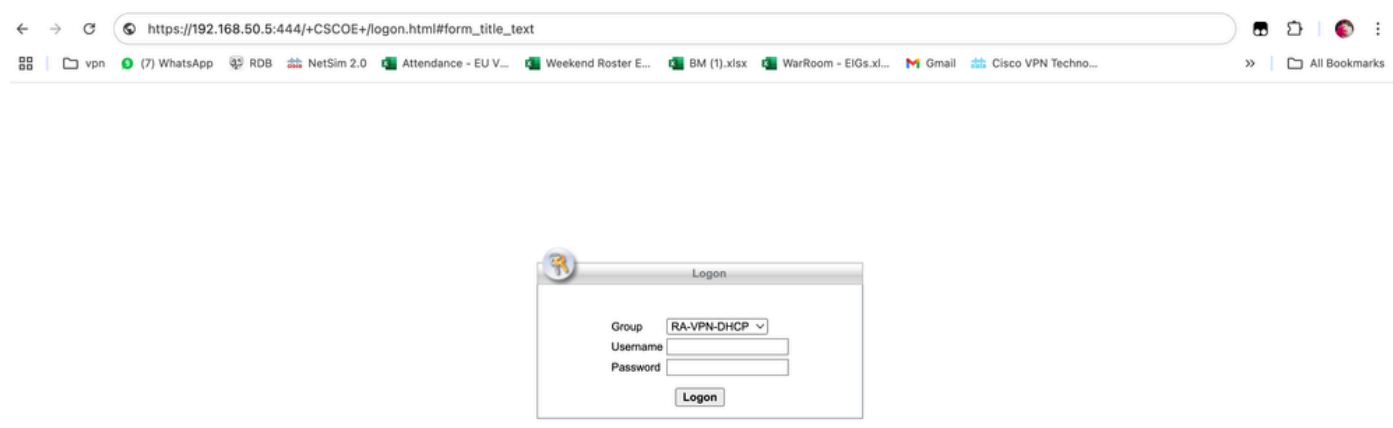 https://192.168.50.5:444/+CSCOE+/logon.html#form_title_text
vpn (7) WhatsApp RDB NetSim 2.0 Attendance - EU V... Weekend Roster E... BM (1).xlsx WarRoom - EIGs.xl... Gmail Cisco VPN Techno... » All Bookmarks
Logon
Group RA-VPN-DHCP
Username
Password
Logon